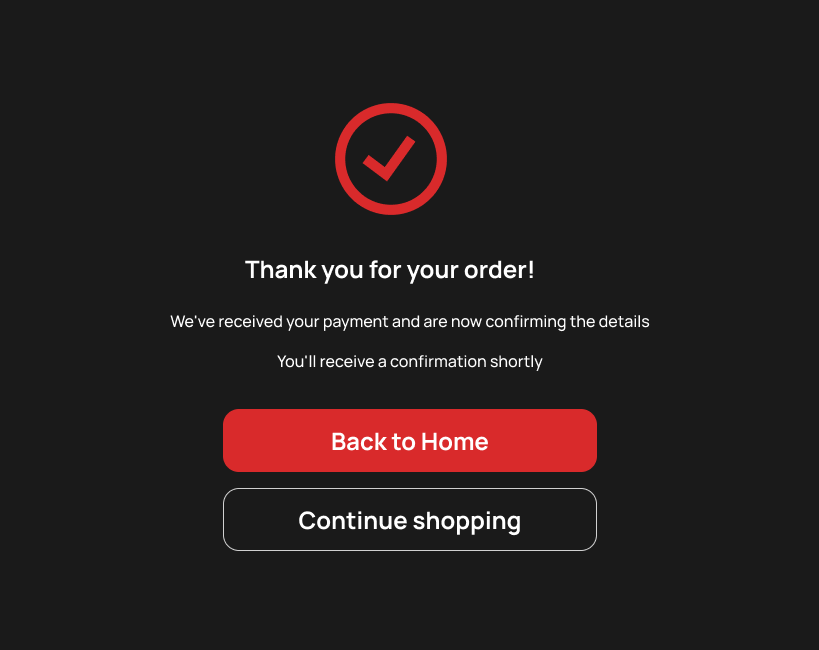 Thank you for your order!
We've received your payment and are now confirming the details
You'll receive a confirmation shortly
Back to Home
Continue shopping